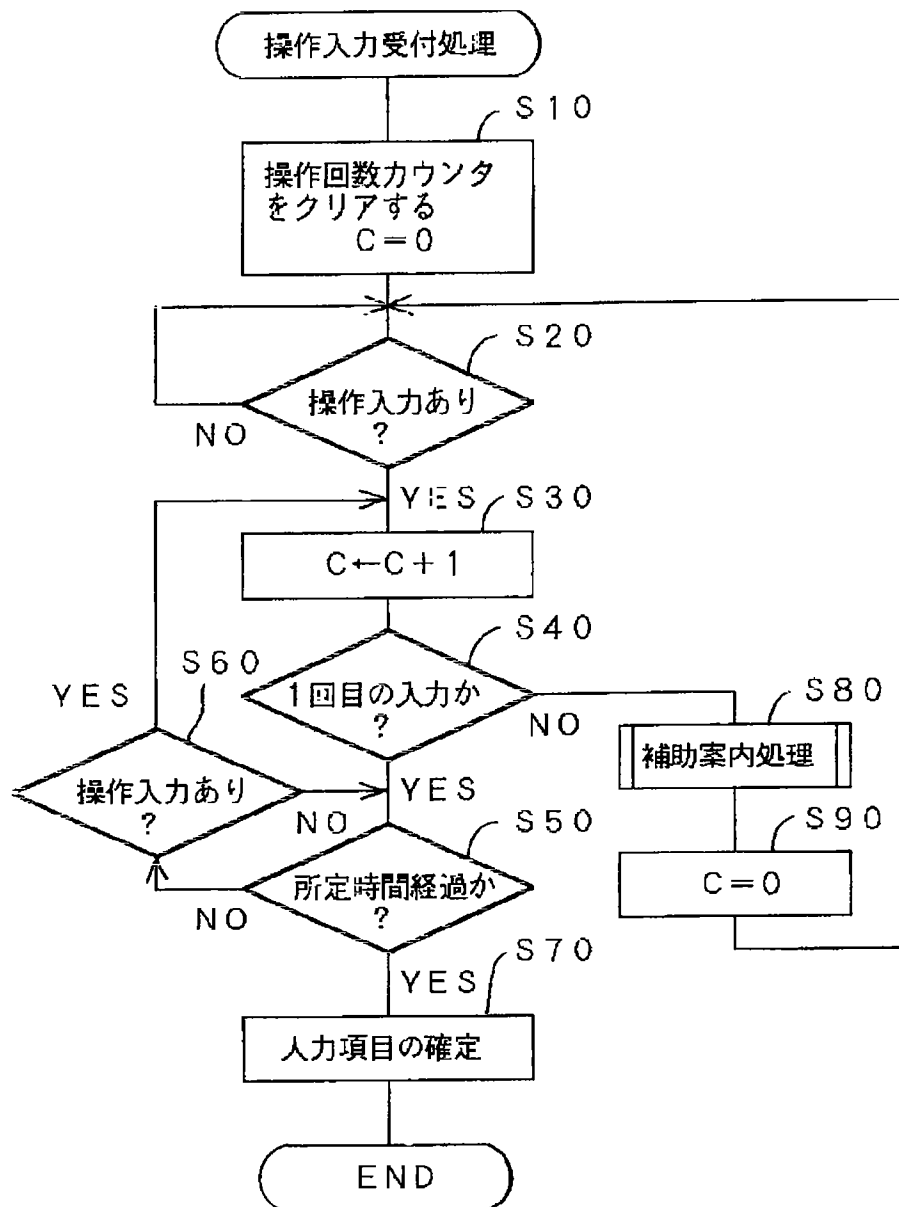 操作入力受付処理
S10
操作回数カウンタ
をクリアする
C=0
S20
操作入力あり
?
NO
YES
S30
C←C+1
S40
1回目の入力か
?
NO
YES
S60
操作入力あり
?
YES
NO
S50
所定時間経過か
?
NO
YES
S70
入力項目の確定
END
S80
補助案内処理
S90
C=0